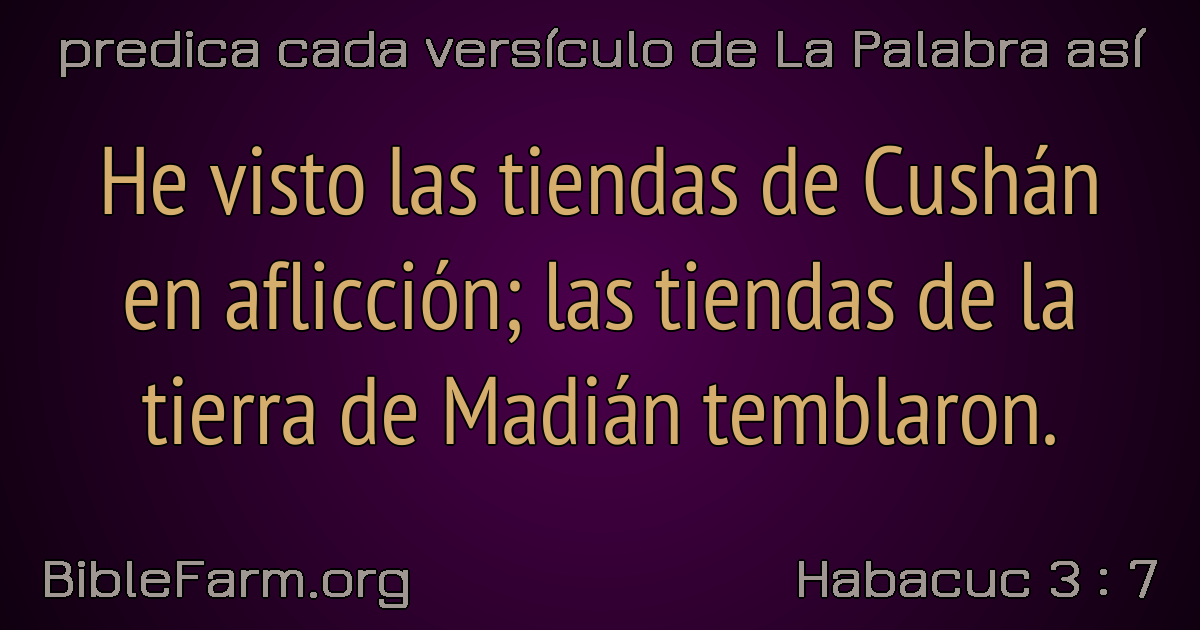 predica cada versículo de La Palabra así
He visto las tiendas de Cushán
en aflicción; las tiendas de la
tierra de Madián temblaron.
BibleFarm.org
Habacuc 3 : 7